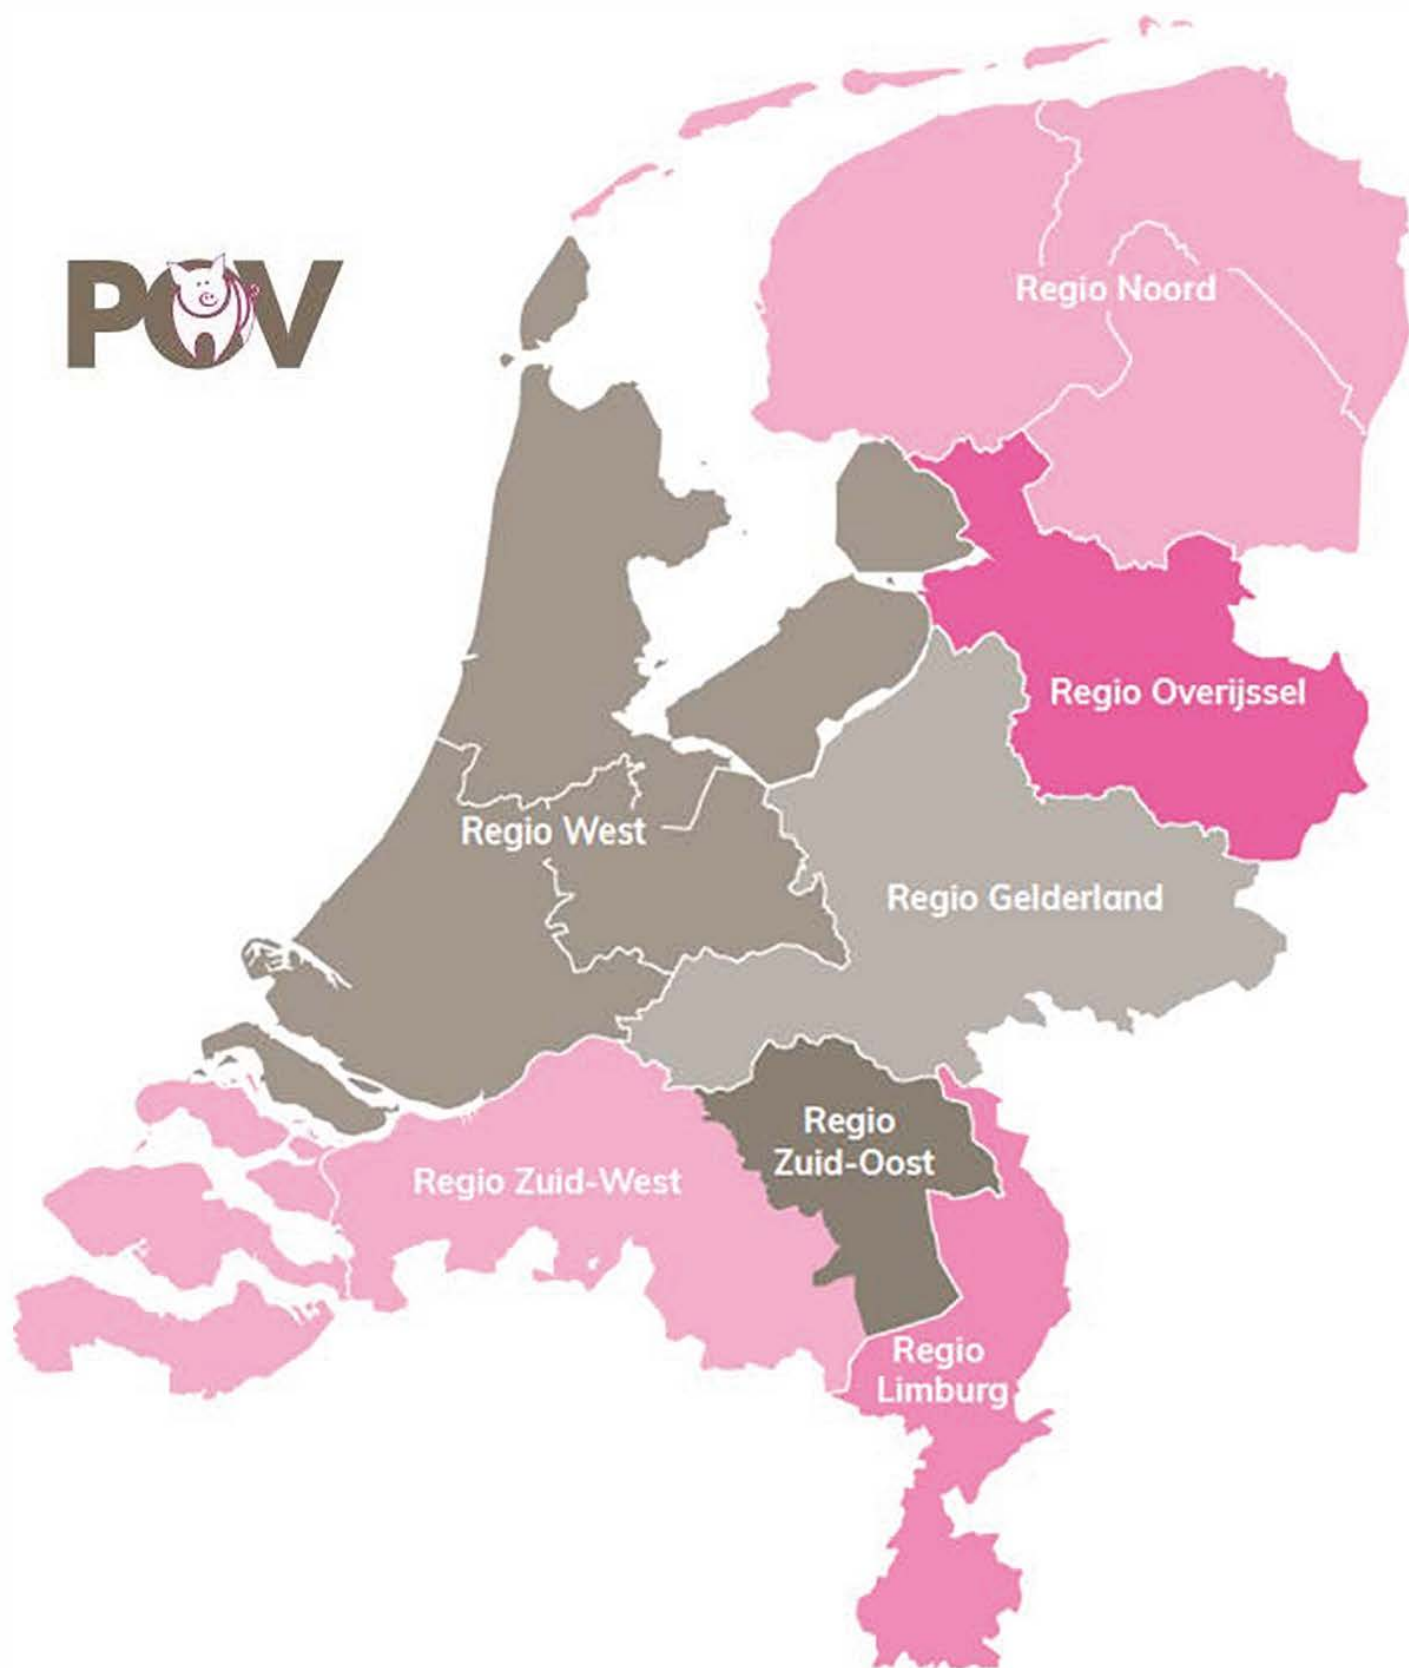 POV
Regio Noord
Regio Overijssel
Regio West
Regio Gelderland
Regio
Zuid-Oost
Regio Zuid-West
Regio
Limburg